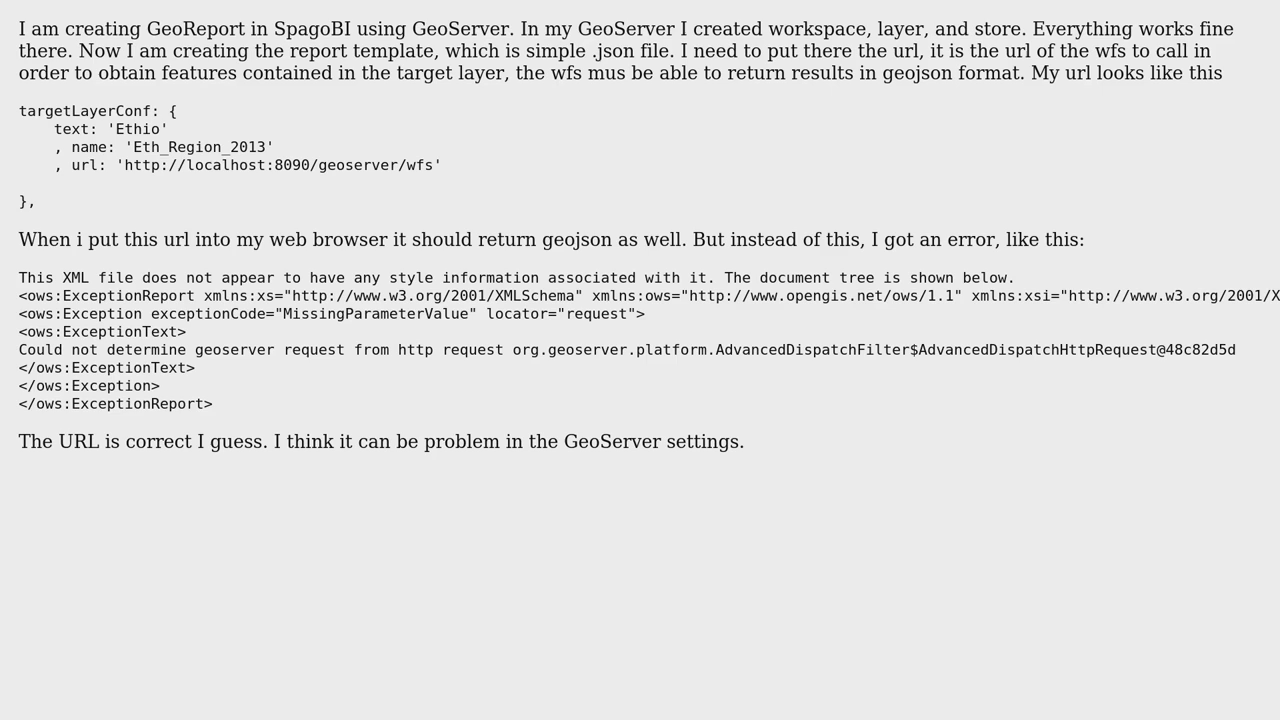 I am creating GeoReport in SpagoBI using GeoServer. In my GeoServer I created workspace, layer, and store. Everything works fine
there. Now I am creating the report template, which is simple .json file. I need to put there the url, it is the url of the wfs to call in
order to obtain features contained in the target layer, the wfs mus be able to return results in geojson format. My url looks like this
targetLayerConf: {
    text: 'Ethio'
    , name: 'Eth_Region_2013'
    , url: 'http://localhost:8090/geoserver/wfs'
},
When i put this url into my web browser it should return geojson as well. But instead of this, I got an error, like this:
This XML file does not appear to have any style information associated with it. The document tree is shown below.
<ows:ExceptionReport xmlns:xs="http://www.w3.org/2001/XMLSchema" xmlns:ows="http://www.opengis.net/ows/1.1" xmlns:xsi="http://www.w3.org/2001/X
<ows:Exception exceptionCode="MissingParameterValue" locator="request">
<ows:ExceptionText>
Could not determine geoserver request from http request org.geoserver.platform.AdvancedDispatchFilter$AdvancedDispatchHttpRequest@48c82d5d
</ows:ExceptionText>
</ows:Exception>
</ows:ExceptionReport>
The URL is correct I guess. I think it can be problem in the GeoServer settings.